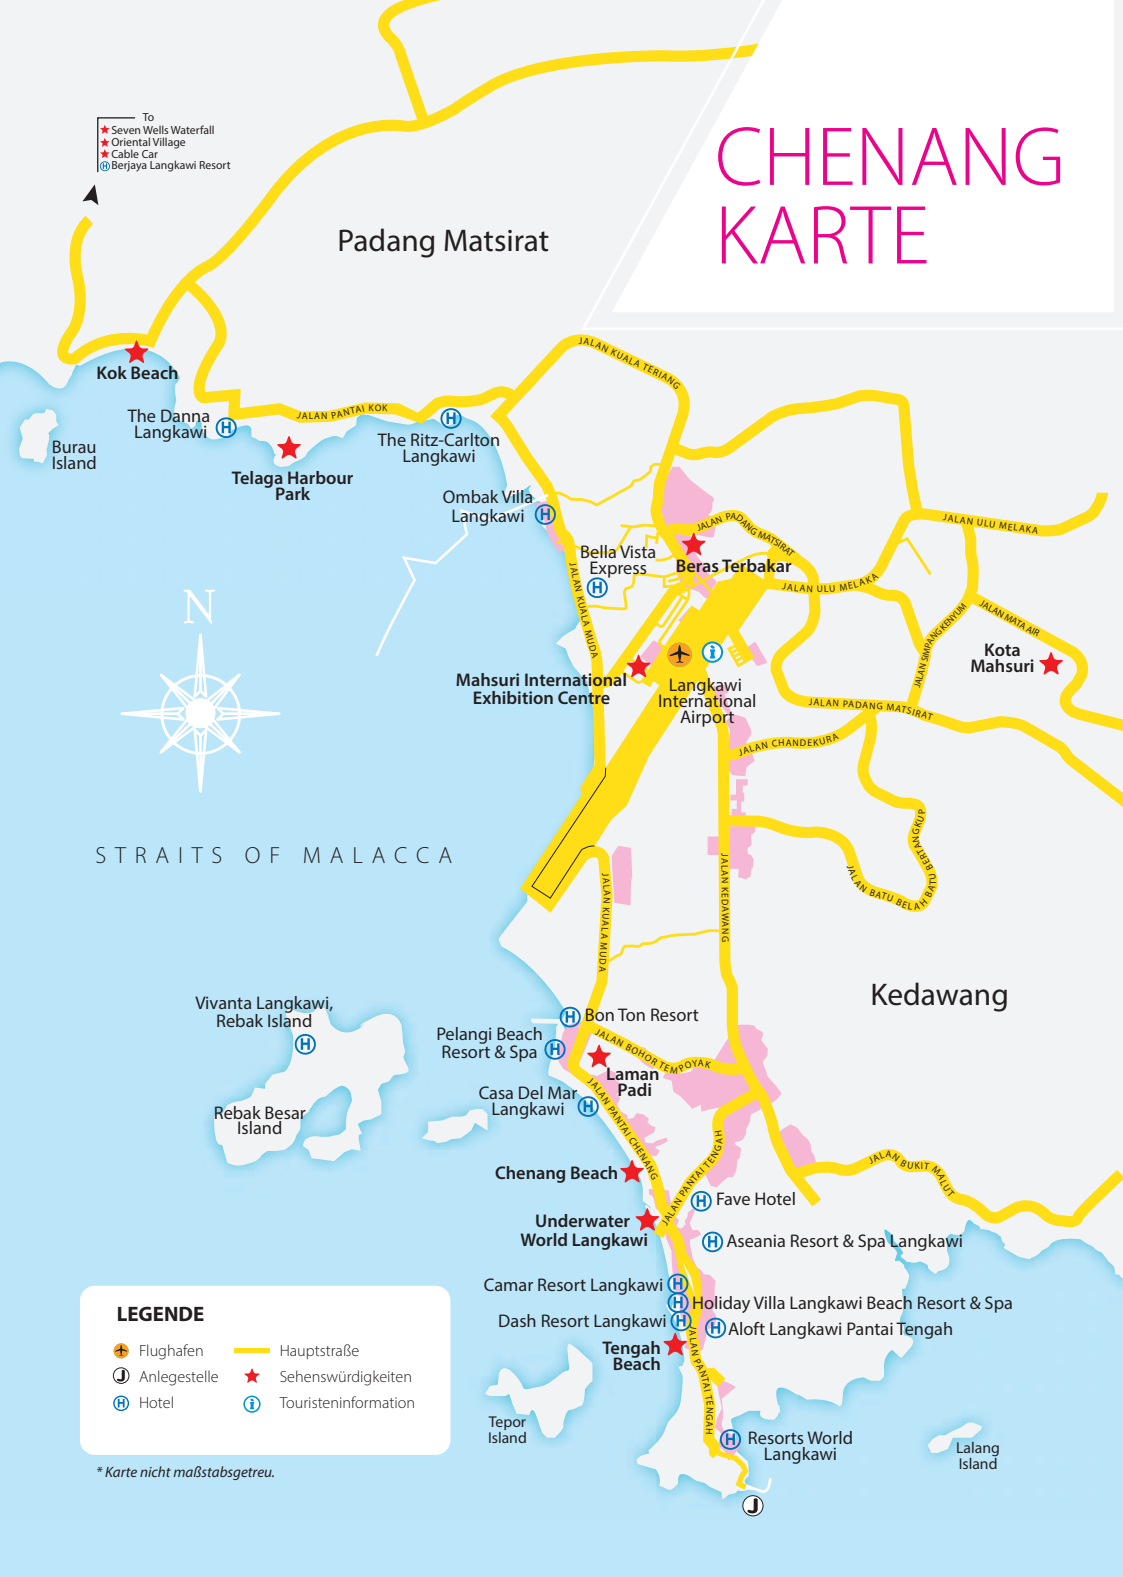 CHENANG
KARTE
To
Seven Wells Waterfall
Oriental Village
Cable Car
H Berjaya Langkawi Resort
Padang Matsirat
JALAN KUALA TERIANG
Kok Beach
The Danna
Langkawi
H
JALAN PANTAI KOK
H
The Ritz-Carlton
Langkawi
Burau
Island
Telaga Harbour
Park
Ombak Villa
Langkawi
H
JALAN PADANG MATSIRAT
JALAN ULU MELAKA
Bella Vista
Express
H
Beras Terbakar
JALAN ULU MELAKA
JALAN KUALA MUDA
JALAN SIMPANG KENYUM
JALAN MATA AIR
N
Kota
Mahsuri
i
Mahsuri International
Exhibition Centre
Langkawi
International
Airport
JALAN PADANG MATSIRAT
JALAN CHANDEKURA
STRAITS OF MALACCA
JALAN BATU BELAH BATU BERTANGKUP
JALAN KUALA MUDA
JALAN KEDAWANG
Kedawang
Vivanta Langkawi,
Rebak Island
H
H Bon Ton Resort
Pelangi Beach
Resort & Spa
H
JALAN BOHOR TEMPOYAK
Laman
Padi
Casa Del Mar
Langkawi
H
JALAN PANTAI CHENANG
Rebak Besar
Island
JALAN PANTAI TENGAH
JALAN BUKIT MALUT
Chenang Beach
H Fave Hotel
Underwater
World Langkawi
H Aseania Resort & Spa Langkawi
Camar Resort Langkawi H
H Holiday Villa Langkawi Beach Resort & Spa
Dash Resort Langkawi H
H Aloft Langkawi Pantai Tengah
Tengah
Beach
JALAN PANTAI TENGAH
Tepor
Island
H
Resorts World
Langkawi
Lalang
Island
J
LEGENDE
Flughafen
Hauptstraße
J Anlegestelle
Sehenswürdigkeiten
H Hotel
i Touristeninformation
* Karte nicht maßstabsgetreu.